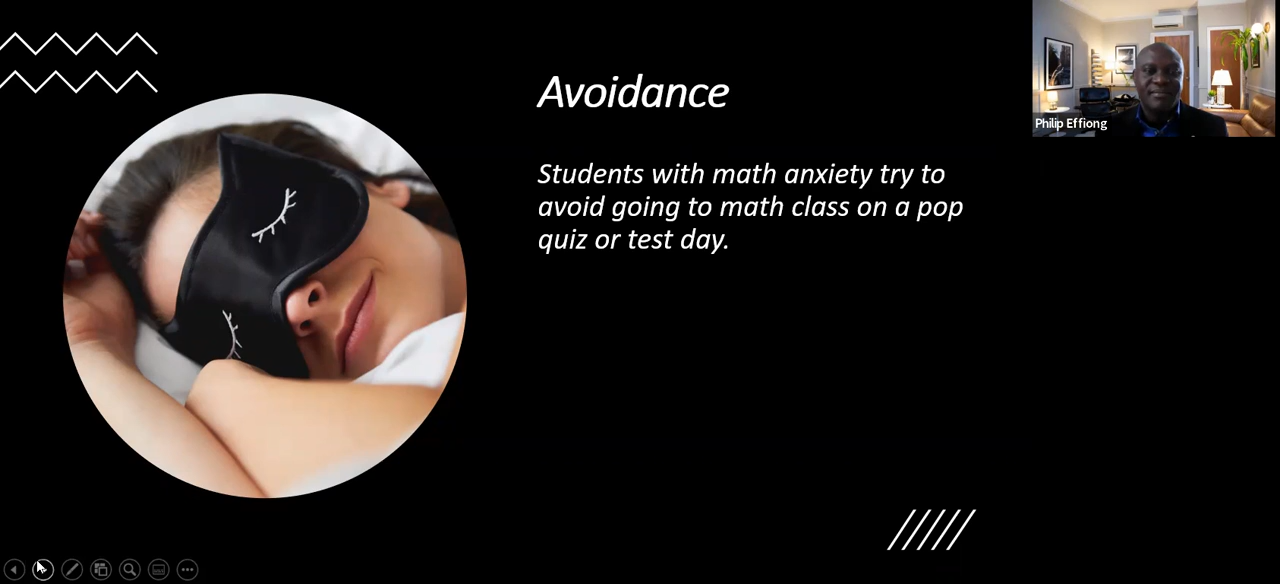 Avoidance
Students with math anxiety try to
avoid going to math class on a pop
quiz or test day.
Philip Effiong